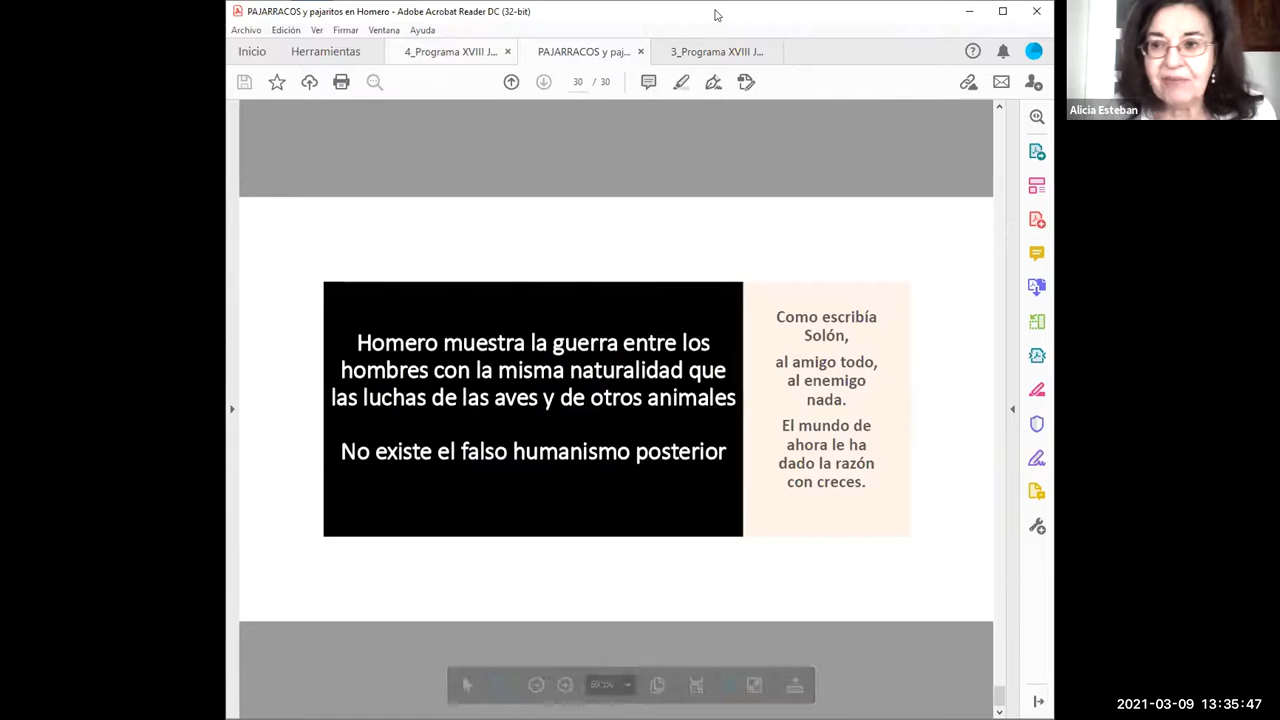 PAJARRACOS y pajaritos en Homero - Adobe Acrobat Reader DC (32-bit)
Archivo Edición Ver Firmar Ventana Ayuda
Inicio Herramientas 4_Programa XVIII J... PAJARRACOS y paj... 3_Programa XVIII J...
30 / 30
Alicia Esteban
Homero muestra la guerra entre los
hombres con la misma naturalidad que
las luchas de las aves y de otros animales
No existe el falso humanismo posterior
Como escribía
Solón,
al amigo todo,
al enemigo
nada.
El mundo de
ahora le ha
dado la razón
con creces.
2021-03-09 13:35:47